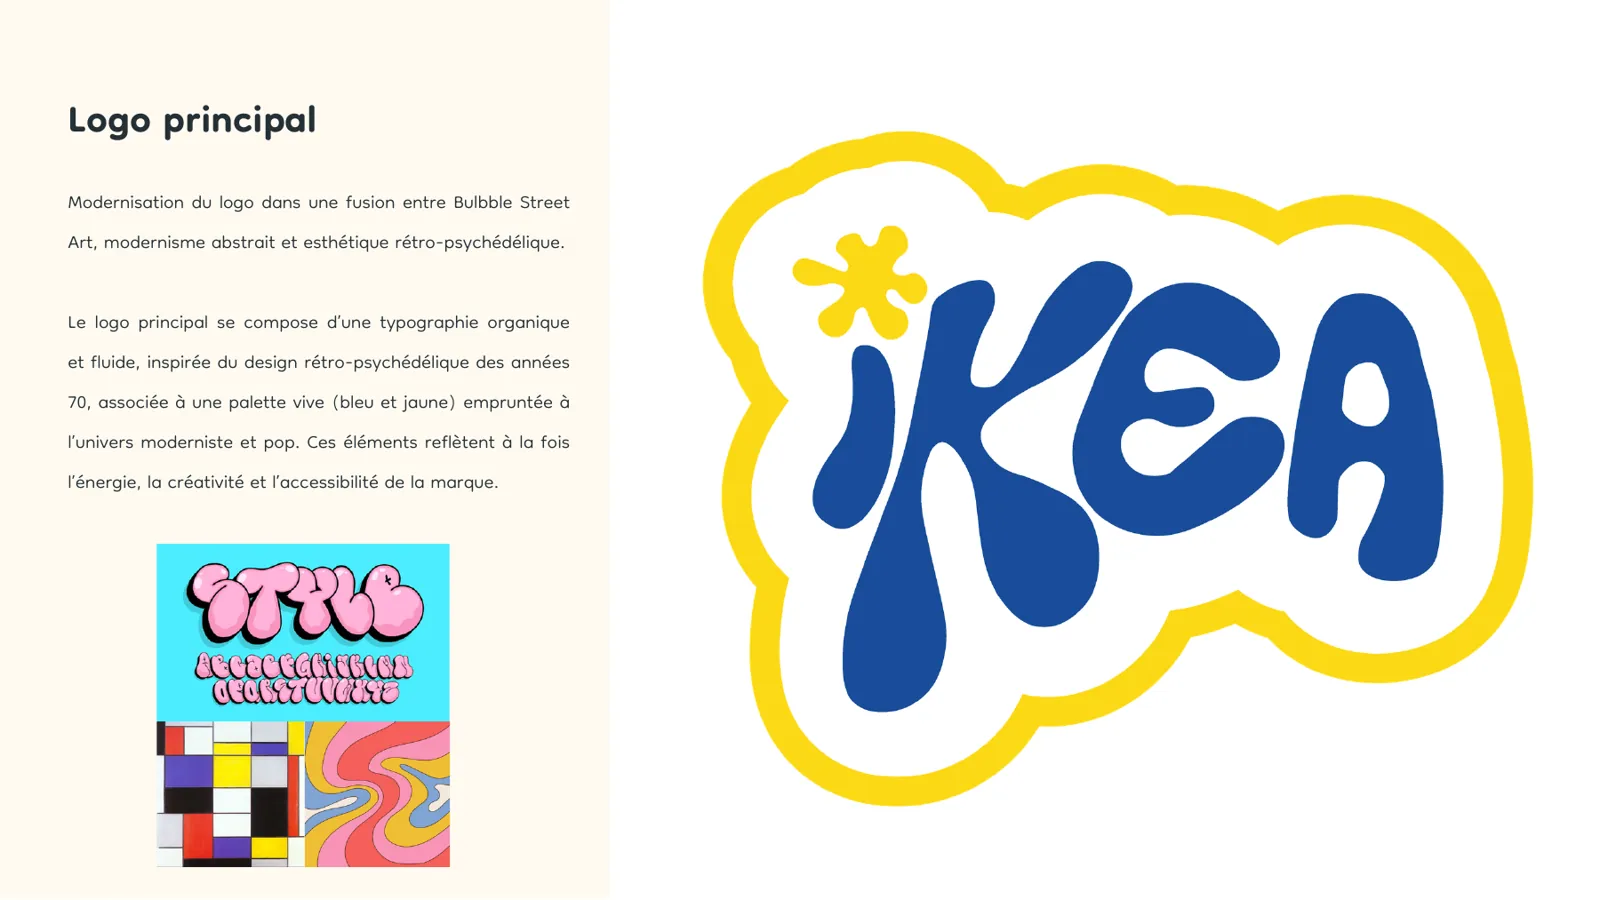 Logo principal
Modernisation du logo dans une fusion entre Bulbble Street
Art, modernisme abstrait et esthétique rétro-psychédélique.
Le logo principal se compose d'une typographie organique
et fluide, inspirée du design rétro-psychédélique des années
70, associée à une palette vive (bleu et jaune) empruntée à
l'univers moderniste et pop. Ces éléments reflètent à la fois
l'énergie, la créativité et l'accessibilité de la marque.
STYLE
iKEA